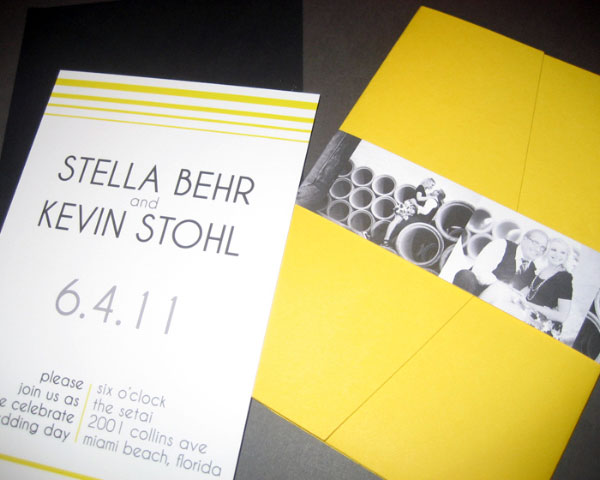 STELLA BEHR
and
KEVIN STOHL
6.4.11
please
join us as
celebrate
day
six o'clock
the setai
2001 collins ave
miami beach, florida